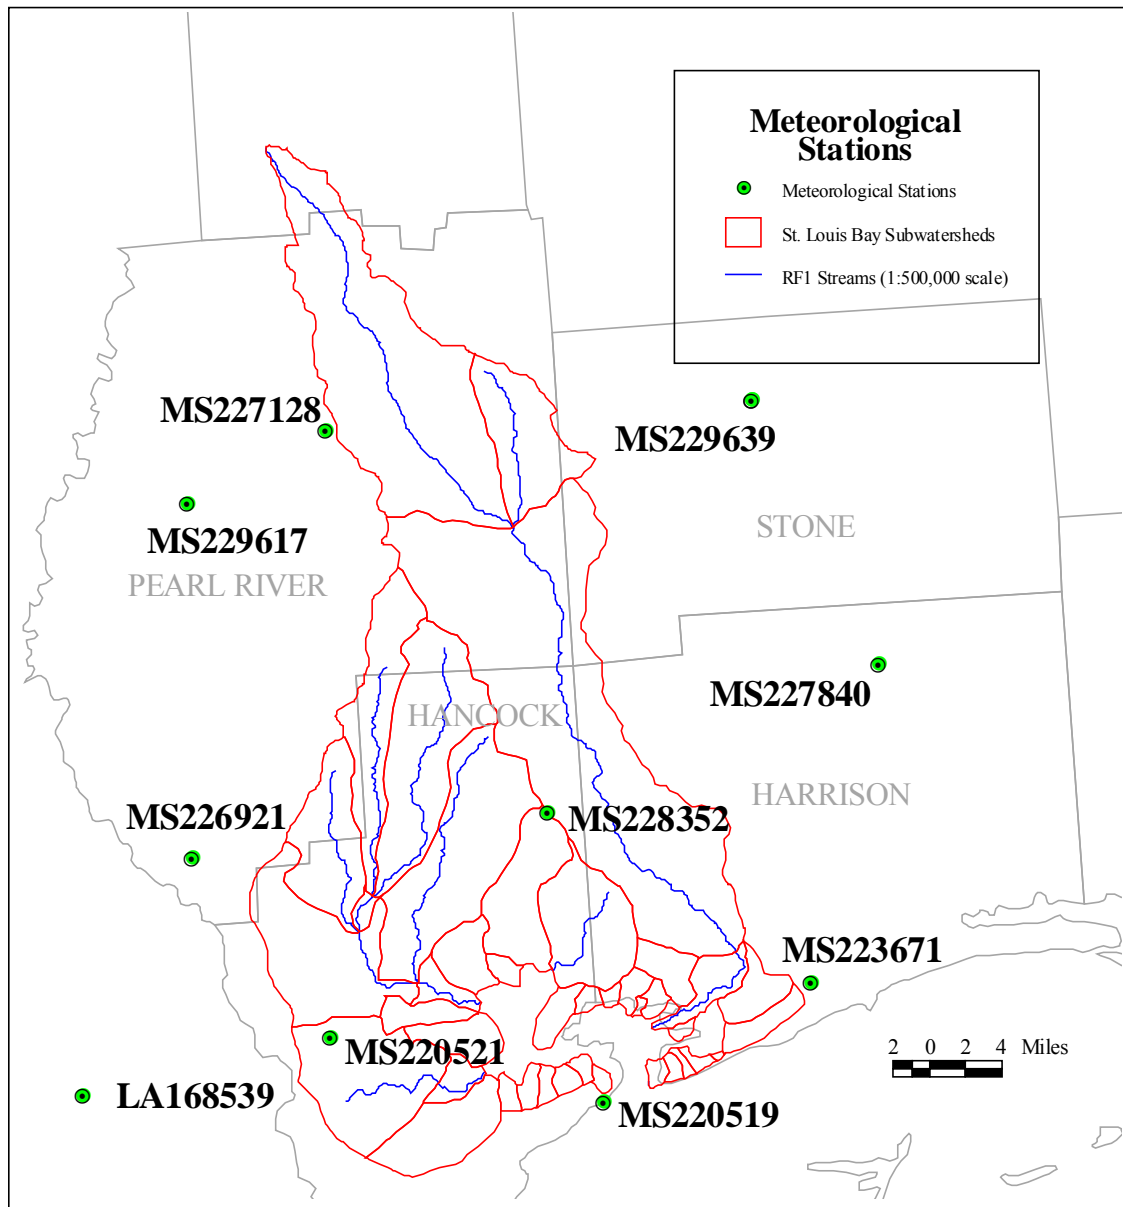 Meteorological
Stations
Meteorological Stations
St. Louis Bay Subwatersheds
RF1 Streams (1:500,000 scale)
MS227128
MS229639
MS229617
STONE
PEARL RIVER
MS227840
HANCOCK
HARRISON
MS226921
MS228352
MS223671
MS220521
2 0 2 4 Miles
LA168539
MS220519